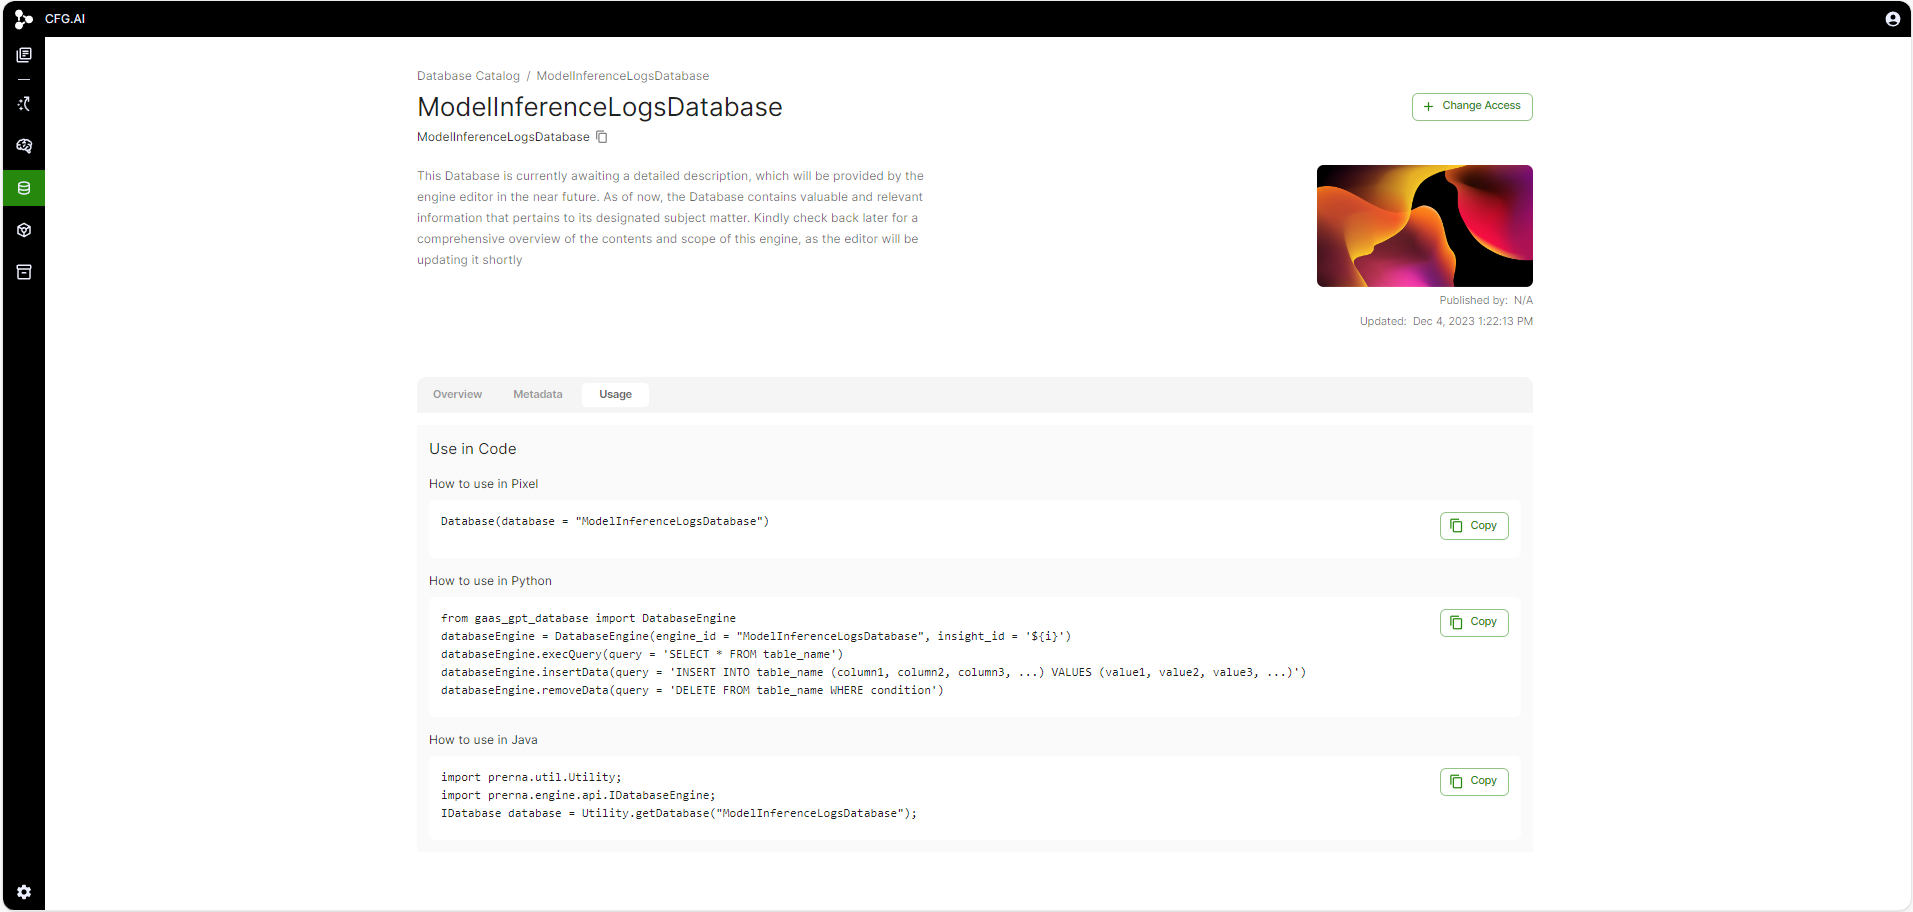 CFG.AI
Database Catalog / ModelInferenceLogsDatabase
ModelInferenceLogsDatabase
Change Access
ModelInferenceLogsDatabase
This Database is currently awaiting a detailed description, which will be provided by the
engine editor in the near future. As of now, the Database contains valuable and relevant
information that pertains to its designated subject matter. Kindly check back later for a
comprehensive overview of the contents and scope of this engine, as the editor will be
updating it shortly
Published by: N/A
Updated: Dec 4, 2023 1:22:13 PM
Overview Metadata Usage
Use in Code
How to use in Pixel
Database(database = "ModelInferenceLogsDatabase")
Copy
How to use in Python
from gaas_gpt_database import DatabaseEngine
databaseEngine = DatabaseEngine(engine_id = "ModelInferenceLogsDatabase", insight_id = '${i}')
databaseEngine.execQuery(query = 'SELECT * FROM table_name')
databaseEngine.insertData(query = 'INSERT INTO table_name (column1, column2, column3, ...) VALUES (value1, value2, value3, ...)')
databaseEngine.removeData(query = 'DELETE FROM table_name WHERE condition')
Copy
How to use in Java
import prerna.util.Utility;
import prerna.engine.api.IDatabaseEngine;
IDatabase database = Utility.getDatabase("ModelInferenceLogsDatabase");
Copy